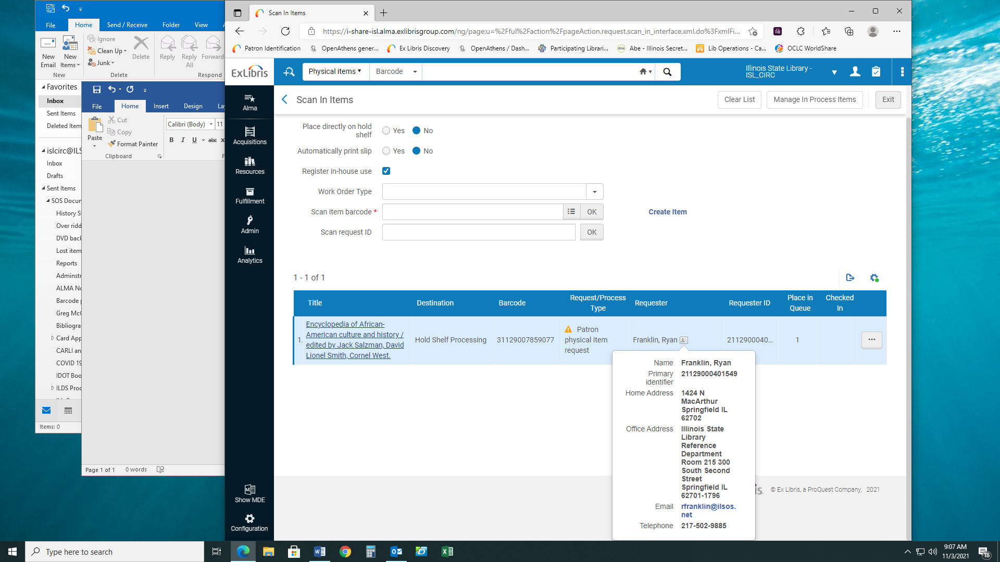 File
Home
Send / Receive
Folder
View
New
Email
New
Items
Ignore
Clean Up
Junk
Delete
Reply
Reply
All
Forward
New
Delete
Respond
Favorites
Inbox
Sent Items
Deleted Item
islcirc@ILS
Inbox
Drafts
Sent Items
SOS Docur
History S
Over ridd
DVD back
Lost item
Reports
Adminstr
ALMA No
Barcode
Greg McC
Bibliogra
Card App
CARLI an
COVID 19
IDOT Boo
ILDS Proc
Items: 0
File
Home
Insert
Design
Lay
Paste
Cut
Copy
Format Painter
Clipboard
Calibri (Body)
11
B I U abc x
Page 1 of 1
0 words
Scan In Items
https://i-share-isl.alma.exlibrisgroup.com/ng/page;u=%2Fful%2Faction%2FpageAction.request.scan_in_interface.xml.do%3FxmlFi...
Patron Identification
OpenAthens gener...
Ex Libris Discovery
OpenAthens / Dash...
Participating Librari...
Abe - Illinois Secret...
Lib Operations - Ca...
OCLC WorldShare
ExLibris
Physical items
Barcode
Illinois State Library -
ISL_CIRC
Alma
Acquisitions
Resources
Fulfillment
Admin
Analytics
Show MDE
Configuration
Scan In Items
Clear List
Manage In Process Items
Exit
Place directly on hold
shelf
Yes
No
Automatically print slip
Yes
No
Register in-house use
Work Order Type
Scan item barcode *
OK
Create Item
Scan request ID
OK
1 - 1 of 1
Title
Destination
Barcode
Request/Process
Type
Requester
Requester ID
Place in
Queue
Checked
In
1.
Encyclopedia of African-
American culture and history /
edited by Jack Salzman, David
Lionel Smith, Cornel West.
Hold Shelf Processing
31129007859077
Patron
physical item
request
Franklin, Ryan
2112900040...
1
Name Franklin, Ryan
Primary
identifier
21129000401549
Home Address 1424 N
MacArthur
Springfield IL
62702
Office Address Illinois State
Library
Reference
Department
Room 215 300
South Second
Street
Springfield IL
62701-1796
Email rfranklin@ilsos.
net
Telephone 217-502-9885
is.
© Ex Libris, a ProQuest Company, 2021
Type here to search
9:07 AM
11/3/2021
18